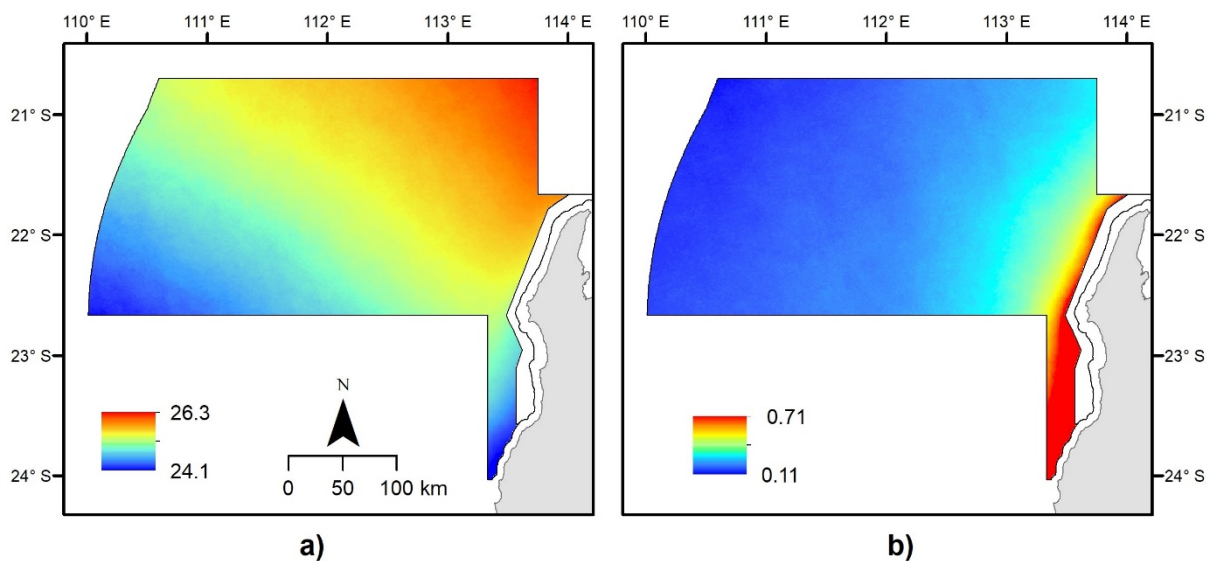 110° E 111° E 112° E 113° E 114° E 110° E 111° E 112° E 113° E 114° E
21° S 21° S
22° S 22° S
23° S 23° S
N
26.3 0.71
24.1 0.11
24° S 24° S
0 50 100 km
a) b)